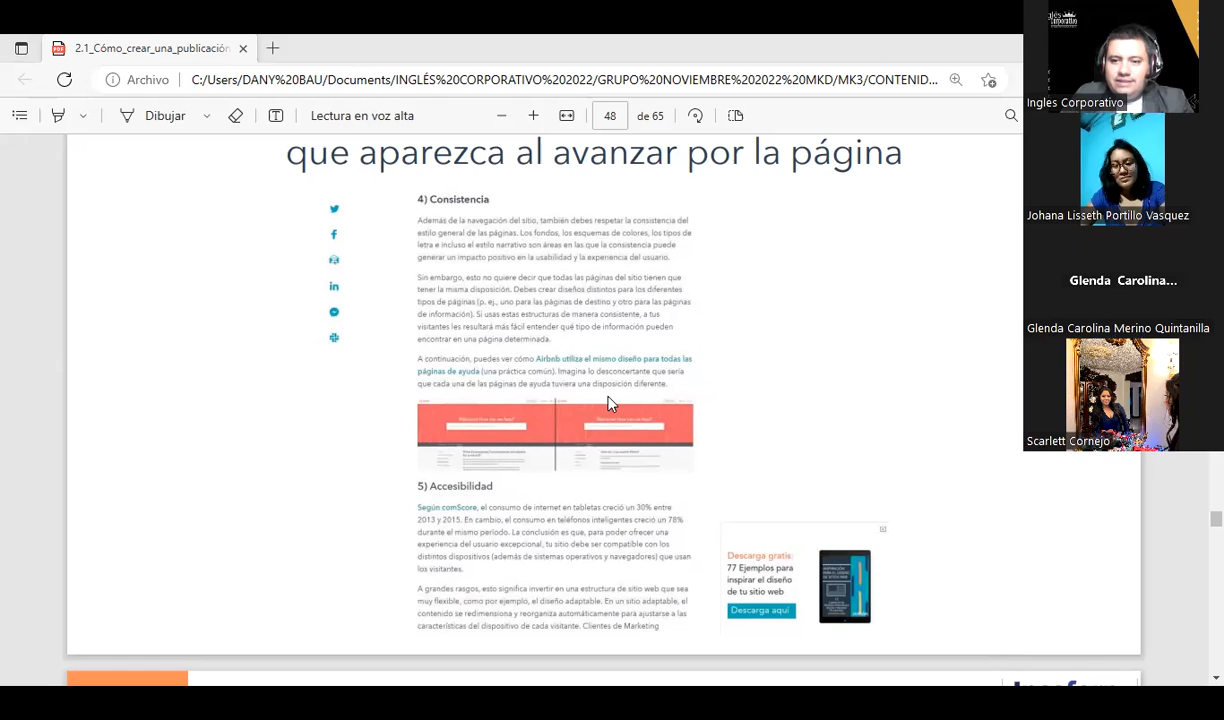 2.1_Cómo_crear_una_publicación
Archivo
C:/Users/DANY%20BAU/Documents/INGLÉS%20CORPORATIVO%202022/GRUPO%20NOVIEMBRE%202022%20MKD/MK3/CONTENID...
Dibujar
Lectura en voz alta
48
de 65
que aparezca al avanzar por la página
4) Consistencia
Además de la navegación del sitio, también debes respetar la consistencia del
estilo general de las páginas. Los fondos, los esquemas de colores, los tipos de
letra e incluso el estilo narrativo son áreas en las que la consistencia puede
generar un impacto positivo en la usabilidad y la experiencia del usuario.
Sin embargo, esto no quiere decir que todas las páginas del sitio tienen que
tener la misma disposición. Debes crear diseños distintos para los diferentes
tipos de páginas (p. ej., uno para las páginas de destino y otro para las páginas
de información). Si usas estas estructuras de manera consistente, a tus
visitantes les resultará más fácil entender qué tipo de información pueden
encontrar en una página determinada.
A continuación, puedes ver cómo Airbnb utiliza el mismo diseño para todas las
páginas de ayuda (una práctica común). Imagina lo desconcertante que sería
que cada una de las páginas de ayuda tuviera una disposición diferente.
5) Accesibilidad
Según comScore, el consumo de internet en tabletas creció un 30% entre
2013 y 2015. En cambio, el consumo en teléfonos inteligentes creció un 78%
durante el mismo período. La conclusión es que, para poder ofrecer una
experiencia del usuario excepcional, tu sitio debe ser compatible con los
distintos dispositivos (además de sistemas operativos y navegadores) que usan
los visitantes.
A grandes rasgos, esto significa invertir en una estructura de sitio web que sea
muy flexible, como por ejemplo, el diseño adaptable. En un sitio adaptable, el
contenido se redimensiona y reorganiza automáticamente para ajustarse a las
características del dispositivo de cada visitante. Clientes de Marketing
Descarga gratis:
77 Ejemplos para
inspirar el diseño
de tu sitio web
Descarga aquí
Ingles Corporativo
Johana Lisseth Portillo Vasquez
Glenda Carolina...
Glenda Carolina Merino Quintanilla
Scarlett Cornejo